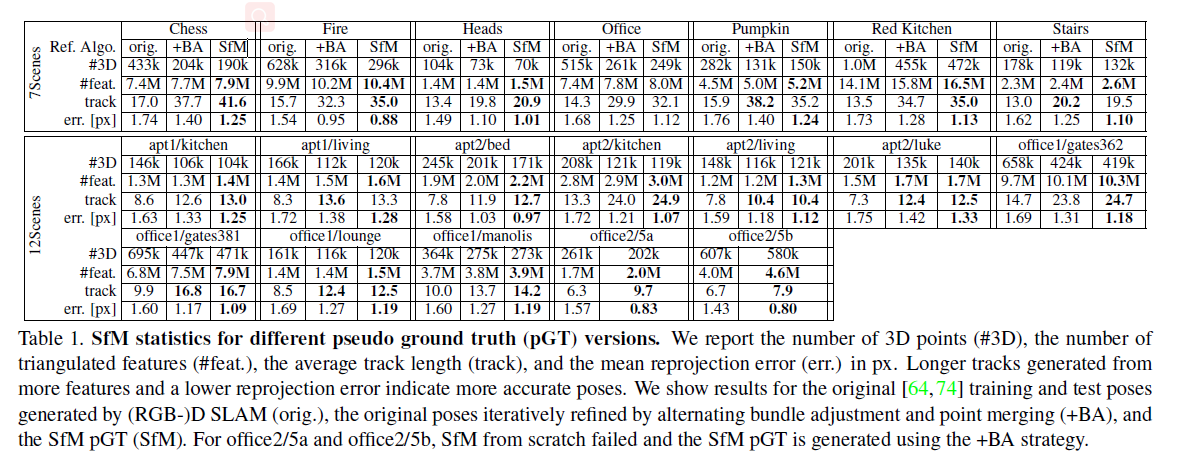 Chess Fire Heads Office Pumpkin Red Kitchen Stairs
7Scenes
Ref. Algo. orig. +BA SfM orig. +BA SfM orig. +BA SfM orig. +BA SfM orig. +BA SfM orig. +BA SfM orig. +BA SfM
#3D 433k 204k 190k 628k 316k 296k 104k 73k 70k 515k 261k 249k 282k 131k 150k 1.0M 455k 472k 178k 119k 132k
#feat. 7.4M 7.7M 7.9M 9.9M 10.2M 10.4M 1.4M 1.4M 1.5M 7.4M 7.8M 8.0M 4.5M 5.0M 5.2M 14.1M 15.8M 16.5M 2.3M 2.4M 2.6M
track 17.0 37.7 41.6 15.7 32.3 35.0 13.4 19.8 20.9 14.3 29.9 32.1 15.9 38.2 35.2 13.5 34.7 35.0 13.0 20.2 19.5
err. [px] 1.74 1.40 1.25 1.54 0.95 0.88 1.49 1.10 1.01 1.68 1.25 1.12 1.76 1.40 1.24 1.73 1.28 1.13 1.62 1.25 1.10
12Scenes
apt1/kitchen apt1/living apt2/bed apt2/kitchen apt2/living apt2/luke office1/gates362
#3D 146k 106k 104k 166k 112k 120k 245k 201k 171k 208k 121k 119k 148k 116k 121k 201k 135k 140k 658k 424k 419k
#feat. 1.3M 1.3M 1.4M 1.4M 1.5M 1.6M 1.9M 2.0M 2.2M 2.8M 2.9M 3.0M 1.2M 1.2M 1.3M 1.5M 1.7M 1.7M 9.7M 10.1M 10.3M
track 8.6 12.6 13.0 8.3 13.6 13.3 7.8 11.9 12.7 13.3 24.0 24.9 7.8 10.4 10.4 7.3 12.4 12.5 14.7 23.8 24.7
err. [px] 1.63 1.33 1.25 1.72 1.38 1.28 1.58 1.03 0.97 1.72 1.21 1.07 1.59 1.18 1.12 1.75 1.42 1.33 1.69 1.31 1.18
office1/gates381 office1/lounge office1/manolis office2/5a office2/5b
#3D 695k 447k 471k 161k 116k 120k 364k 275k 273k 261k 202k 607k 580k
#feat. 6.8M 7.5M 7.9M 1.4M 1.4M 1.5M 3.7M 3.8M 3.9M 1.7M 2.0M 4.0M 4.6M
track 9.9 16.8 16.7 8.5 12.4 12.5 10.0 13.7 14.2 6.3 9.7 6.7 7.9
err. [px] 1.60 1.17 1.09 1.69 1.27 1.19 1.60 1.27 1.19 1.57 0.83 1.43 0.80
Table 1. SfM statistics for different pseudo ground truth (pGT) versions. We report the number of 3D points (#3D), the number of
triangulated features (#feat.), the average track length (track), and the mean reprojection error (err.) in px. Longer tracks generated from
more features and a lower reprojection error indicate more accurate poses. We show results for the original [64,74] training and test poses
generated by (RGB-)D SLAM (orig.), the original poses iteratively refined by alternating bundle adjustment and point merging (+BA), and
the SfM pGT (SfM). For office2/5a and office2/5b, SfM from scratch failed and the SfM pGT is generated using the +BA strategy.